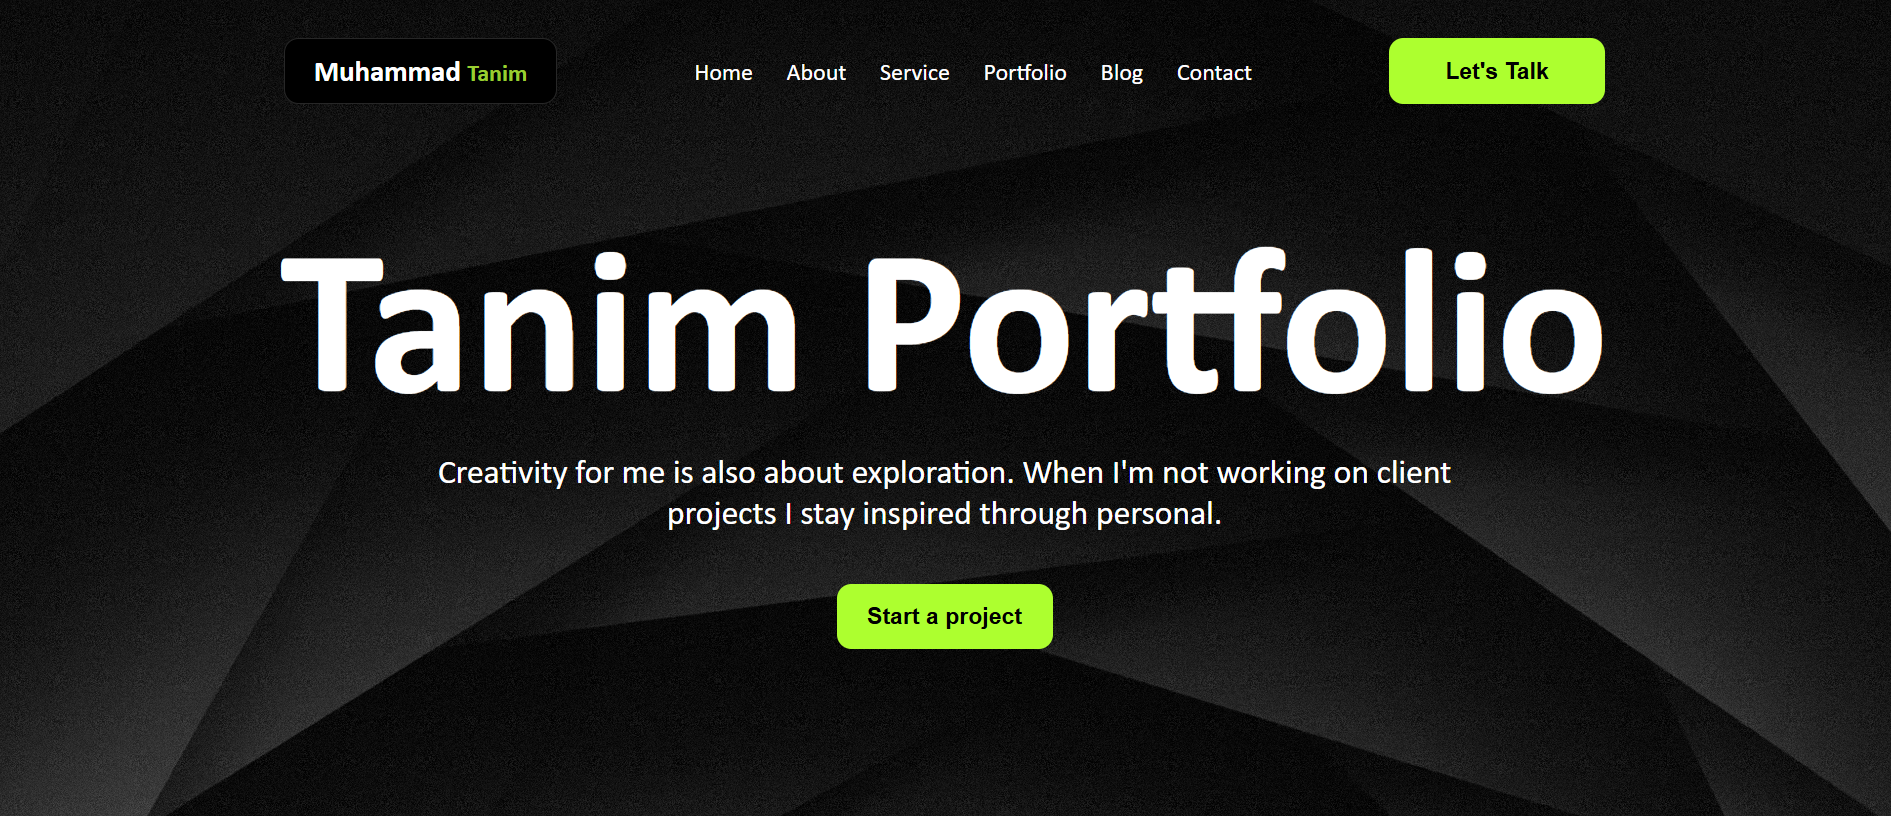 Muhammad Tanim
Home About Service Portfolio Blog Contact
Let's Talk
Tanim Portfolio
Creativity for me is also about exploration. When I'm not working on client
projects I stay inspired through personal.
Start a project